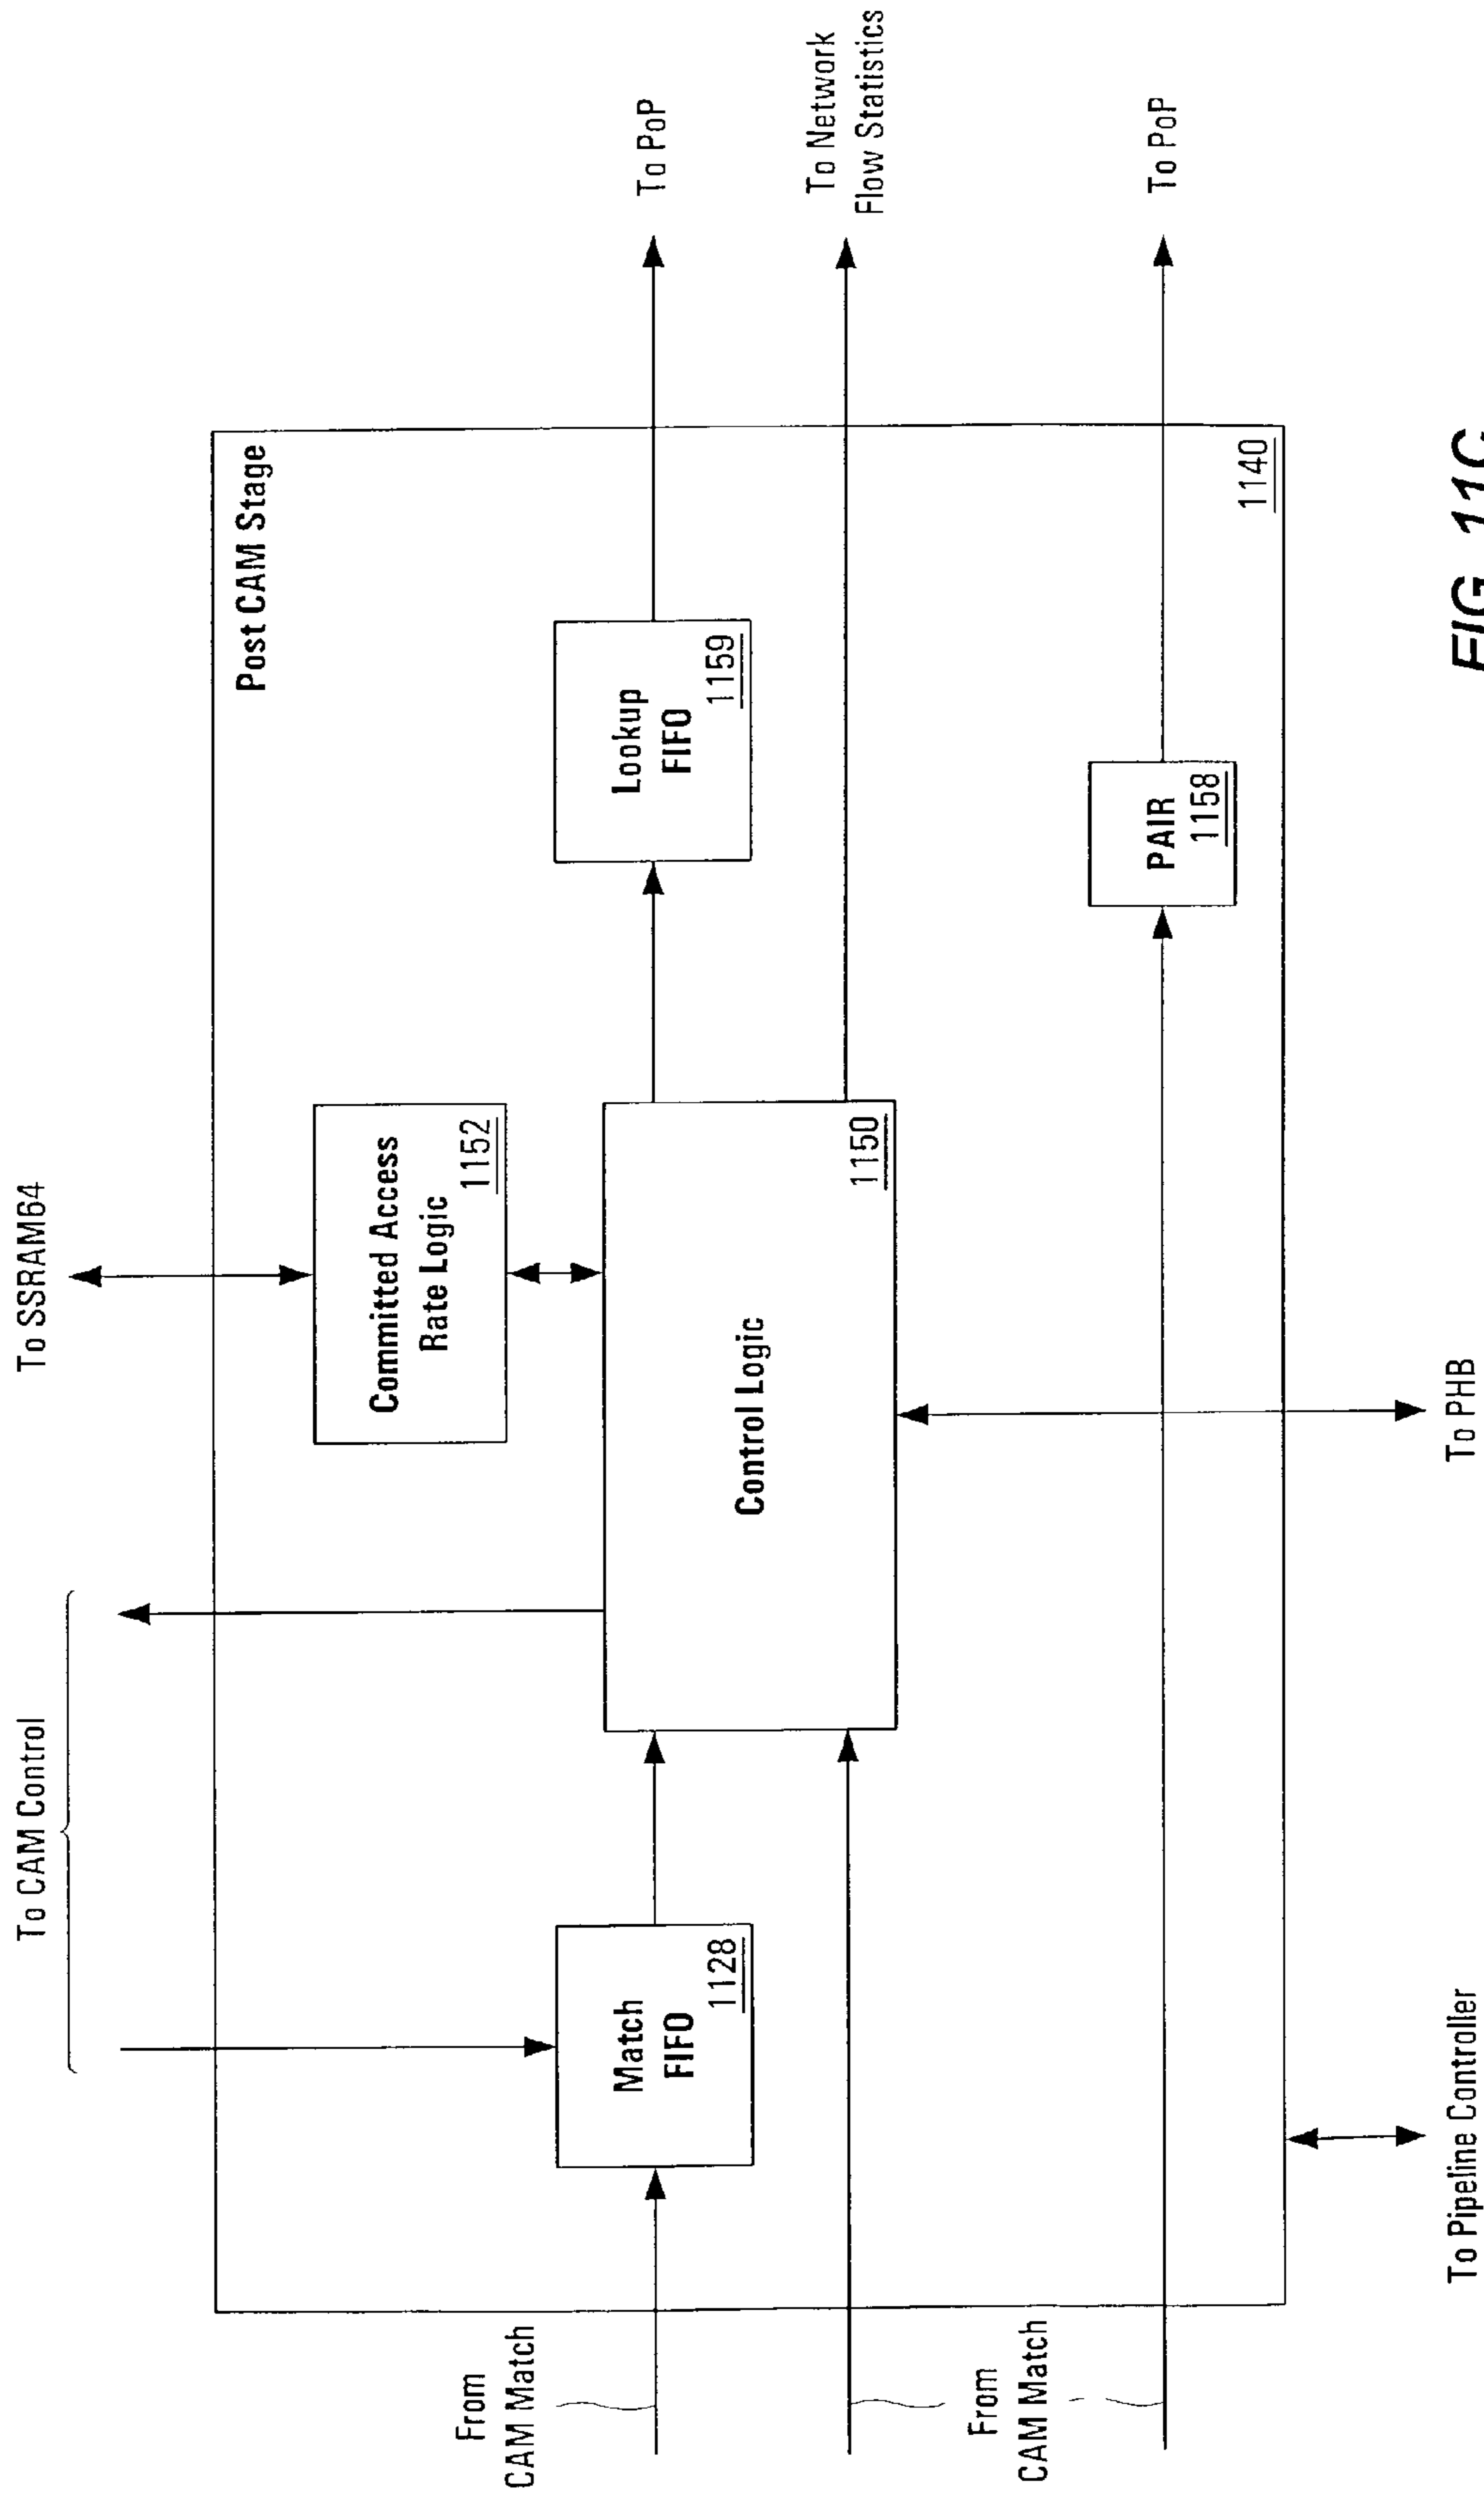 To CAM Control
To SSRAM64
Post CAM Stage
Committed Access
Rate Logic
1152
From
CAM Match
Match
FIFO
1128
Lookup
FIFO
1159
To PoP
Control Logic
1150
To Network
Flow Statistics
From
CAM Match
PAIR
1158
To PoP
1140
To Pipeline Controller
To PHB
FIG. 11C